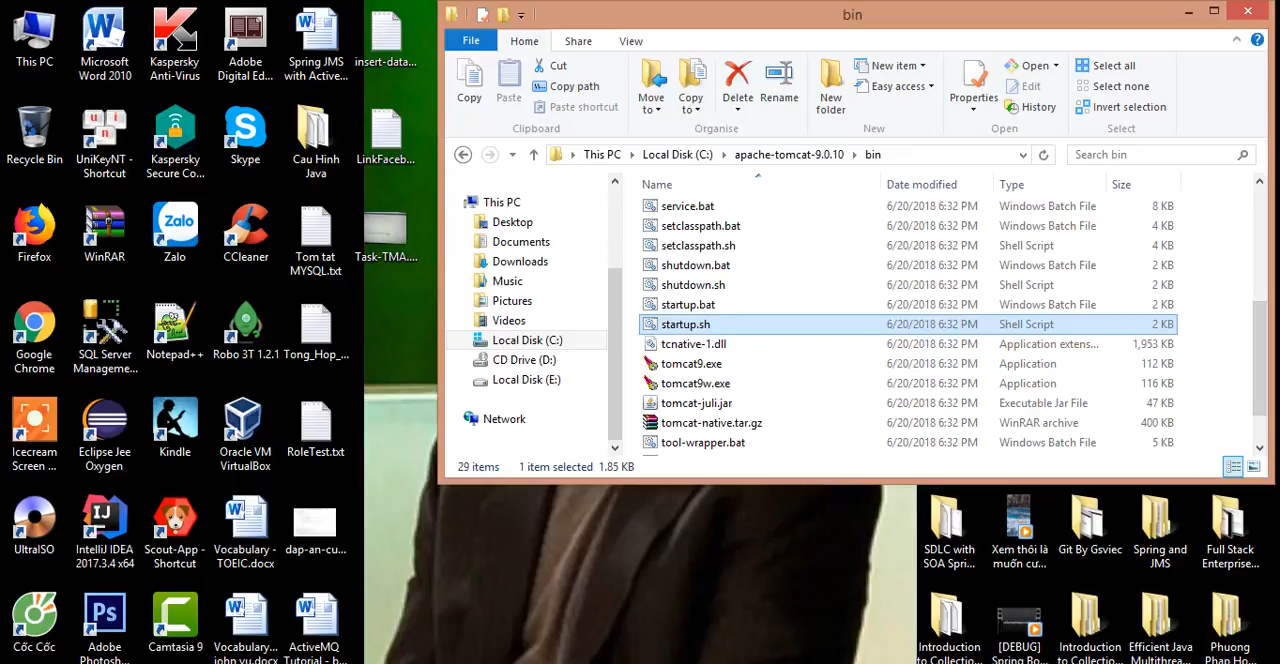 This PC
Microsoft
Word 2010
Kaspersky
Anti-Virus
Adobe
Digital Ed...
Spring JMS
with Active...
insert-data...
Recycle Bin
UniKeyNT -
Shortcut
Kaspersky
Secure Co...
Skype
Cau Hinh
Java
LinkFaceb...
Firefox
WinRAR
Zalo
Zalo
CCleaner
Tom tat
MYSQL.txt
Task-TMA....
Google
Chrome
SQL Server
Manageme...
Notepad++
Robo 3T 1.2.1
Tong_Hop_...
Icecream
Screen ...
Eclipse Jee
Oxygen
Kindle
Oracle VM
VirtualBox
RoleTest.txt
UltraISO
IntelliJ IDEA
2017.3.4 x64
Scout-App -
Shortcut
Vocabulary -
TOEIC.docx
dap-an-cu...
Cốc Cốc
Adobe
Photosh...
Camtasia 9
Vocabulary...
john vu.docx
ActiveMQ
Tutorial - b...
bin
File
Home
Share
View
Copy
Paste
Cut
Copy path
Paste shortcut
Clipboard
Move
to
Copy
to
Delete
Rename
Organise
New
folder
New item
Easy access
New
Properties
Open
Edit
History
Open
Select all
Select none
Invert selection
Select
This PC
Local Disk (C:)
apache-tomcat-9.0.10
bin
Search bin
This PC
Desktop
Documents
Downloads
Music
Pictures
Videos
Local Disk (C:)
CD Drive (D:)
Local Disk (E:)
Network
Name Date modified Type Size
service.bat 6/20/2018 6:32 PM Windows Batch File 8 KB
setclasspath.bat 6/20/2018 6:32 PM Windows Batch File 4 KB
setclasspath.sh 6/20/2018 6:32 PM Shell Script 4 KB
shutdown.bat 6/20/2018 6:32 PM Windows Batch File 2 KB
shutdown.sh 6/20/2018 6:32 PM Shell Script 2 KB
startup.bat 6/20/2018 6:32 PM Windows Batch File 2 KB
startup.sh 6/20/2018 6:32 PM Shell Script 2 KB
tcnative-1.dll 6/20/2018 6:32 PM Application extens... 1,953 KB
tomcat9.exe 6/20/2018 6:32 PM Application 112 KB
tomcat9w.exe 6/20/2018 6:32 PM Application 116 KB
tomcat-juli.jar 6/20/2018 6:32 PM Executable Jar File 47 KB
tomcat-native.tar.gz 6/20/2018 6:32 PM WinRAR archive 400 KB
tool-wrapper.bat 6/20/2018 6:32 PM Windows Batch File 5 KB
29 items 1 item selected 1.85 KB
SDLC with
SOA Spri...
Xem thôi là
muốn cư...
Git By Gsviec
Spring and
JMS
Full Stack
Enterprise...
Introduction
to Collectio...
[DEBUG]
Spring Bo...
Introduction
to Collectio...
Efficient Java
Multithrea...
Phuong
Phap Ho...